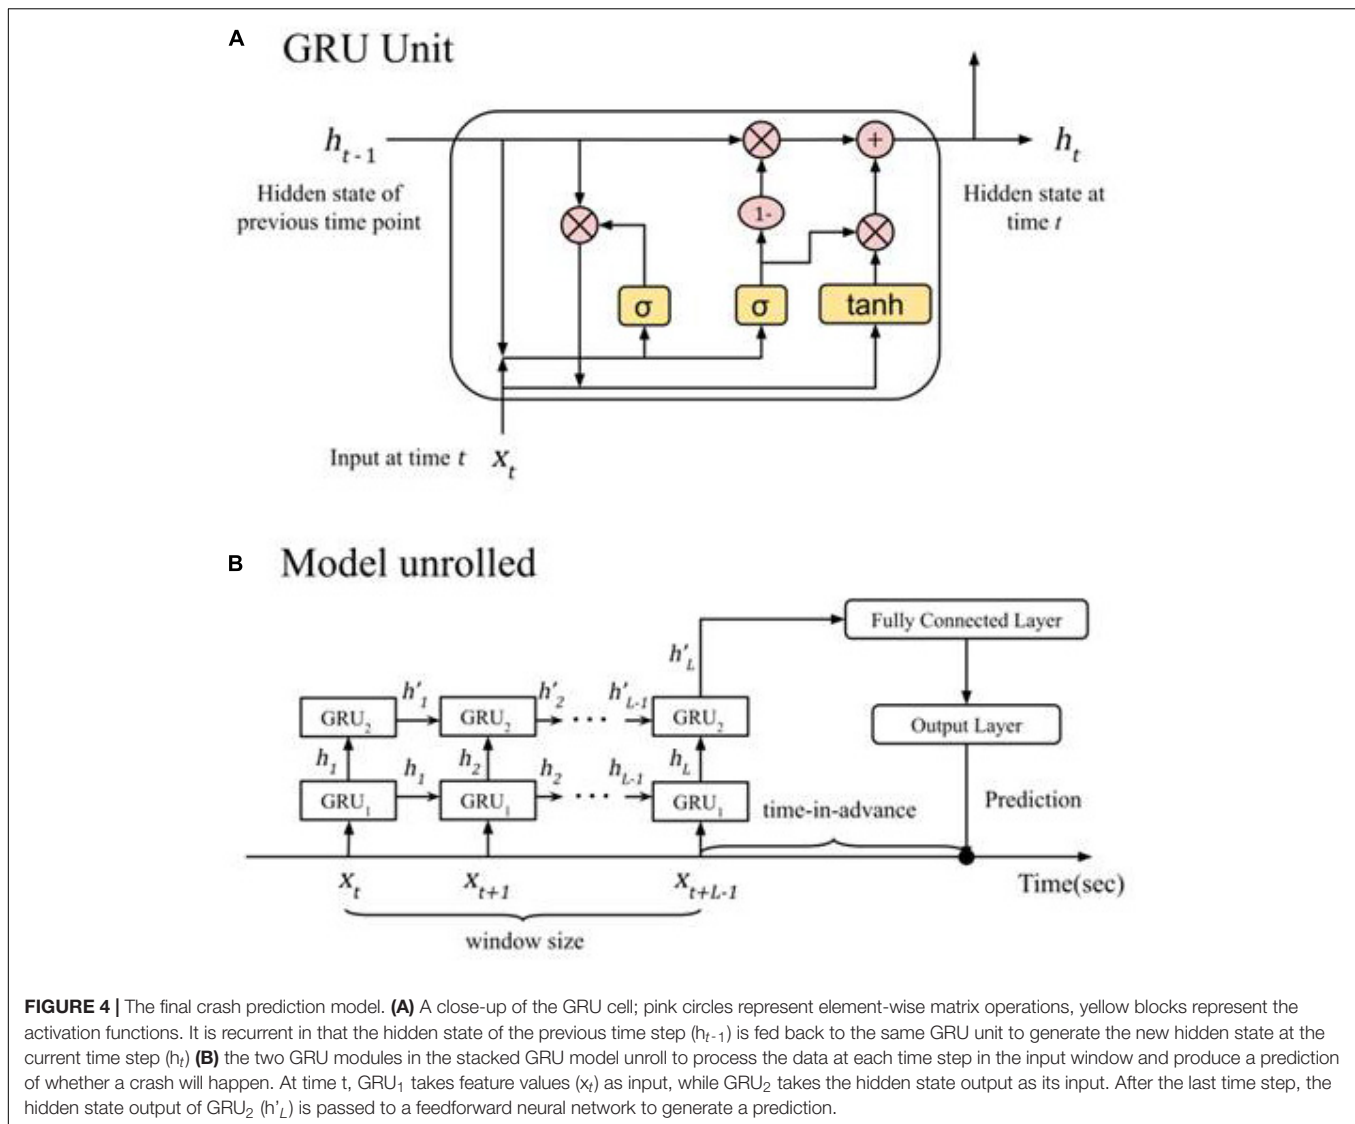 A GRU Unit
h_{t-1}
Hidden state of
previous time point
1-
+
h_t
Hidden state at
time t
σ
σ
tanh
Input at time t x_t
B Model unrolled
Fully Connected Layer
h'_L
h'_1 h'_2 h'_{L-1}
GRU_2 GRU_2 ... GRU_2
Output Layer
h_1 h_2 h_L
h_1 h_2 h_{L-1}
GRU_1 GRU_1 ... GRU_1
time-in-advance
Prediction
x_t x_{t+1} x_{t+L-1}
Time(sec)
window size
FIGURE 4 | The final crash prediction model. (A) A close-up of the GRU cell; pink circles represent element-wise matrix operations, yellow blocks represent the
activation functions. It is recurrent in that the hidden state of the previous time step (h_{t-1}) is fed back to the same GRU unit to generate the new hidden state at the
current time step (h_t) (B) the two GRU modules in the stacked GRU model unroll to process the data at each time step in the input window and produce a prediction
of whether a crash will happen. At time t, GRU_1 takes feature values (x_t) as input, while GRU_2 takes the hidden state output as its input. After the last time step, the
hidden state output of GRU_2 (h'_L) is passed to a feedforward neural network to generate a prediction.